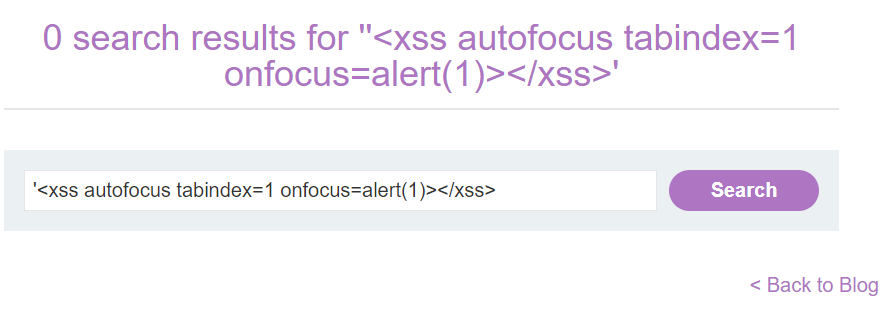 0 search results for ''<xss autofocus tabindex=1
onfocus=alert(1)></xss>'
'<xss autofocus tabindex=1 onfocus=alert(1)></xss>
Search
< Back to Blog